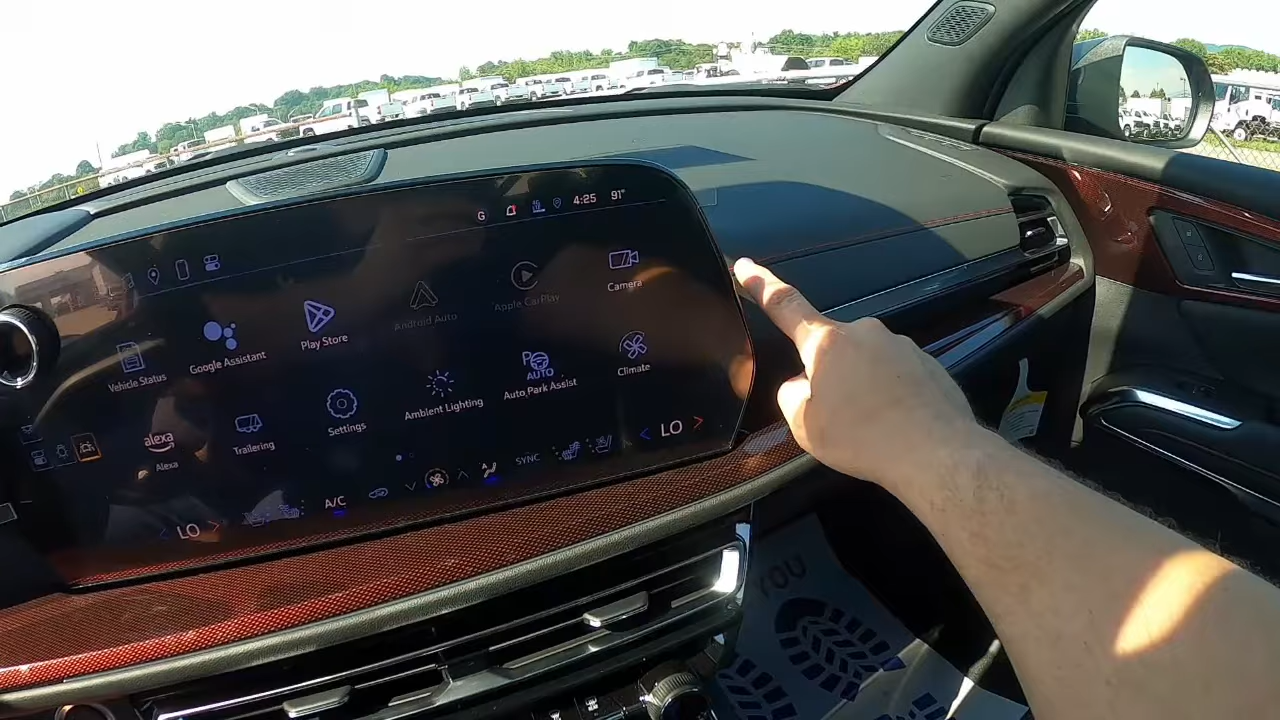 G 4:25 91°
Camera
Apple CarPlay
Android Auto
Play Store
Google Assistant
Vehicle Status
Climate
Auto Park Assist
Ambient Lighting
Settings
Trailering
alexa
Alexa
< LO >
SYNC
A/C
< LO >
YOU